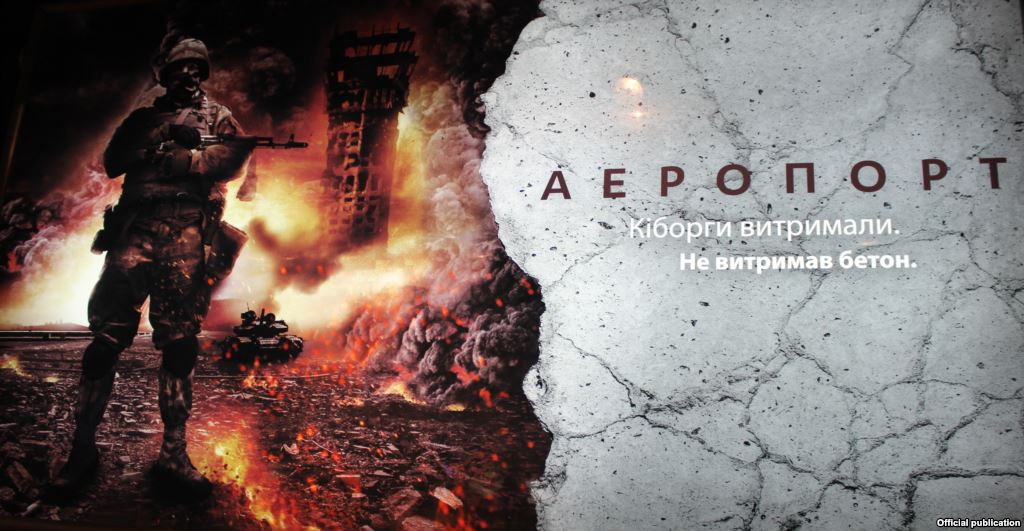 АЕРОПОРТ
Кіборги витримали.
Не витримав бетон.
Official publication